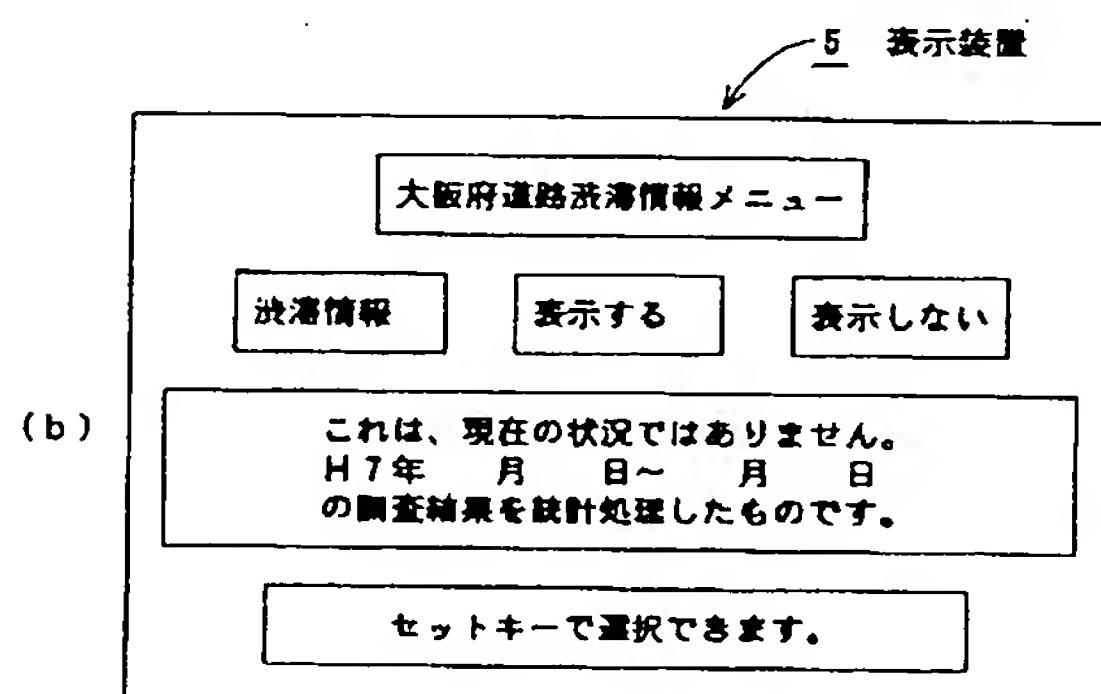 5 表示装置
大阪府道路渋滞情報メニュー
渋滞情報 表示する 表示しない
(b)
これは、現在の状況ではありません。
H7年 月 日~ 月 日
の調査結果を統計処理したものです。
セットキーで選択できます。